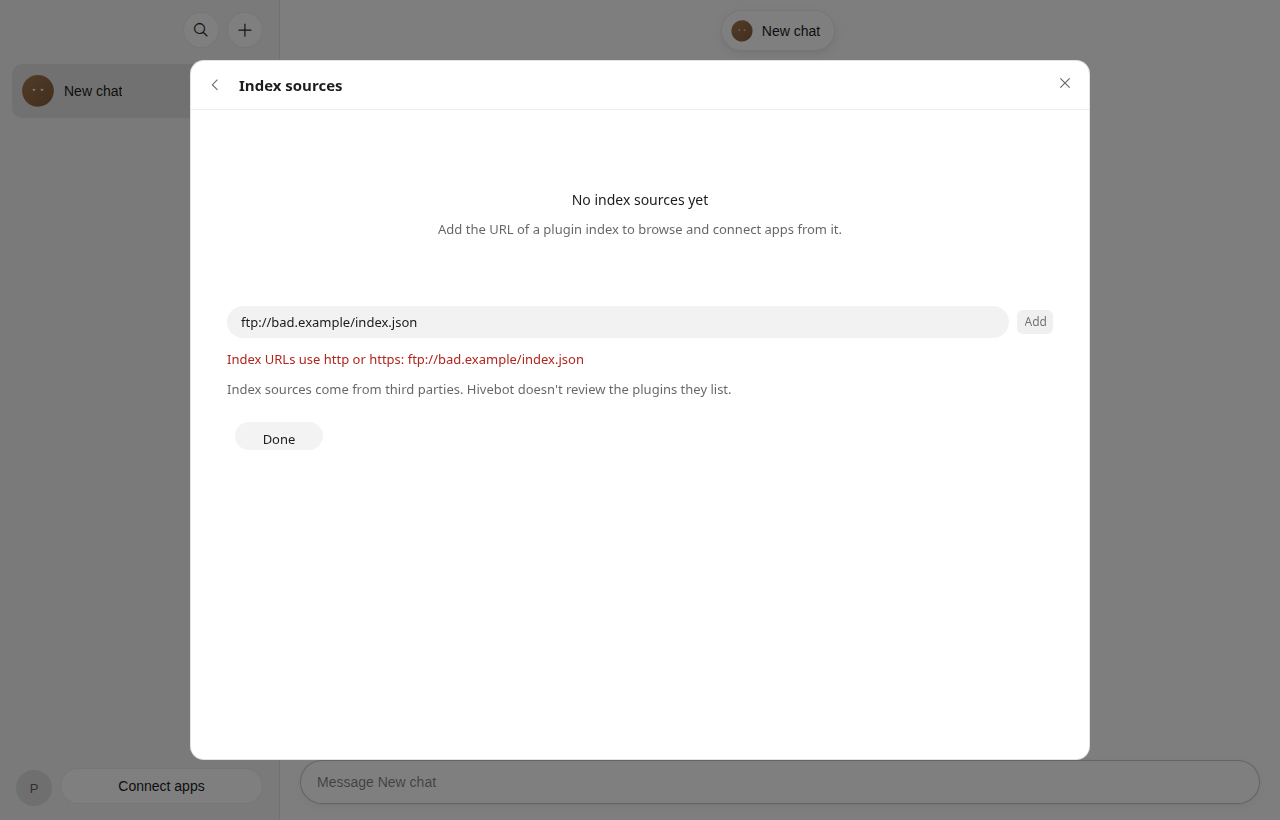 New chat
New chat
Index sources
No index sources yet
Add the URL of a plugin index to browse and connect apps from it.
ftp://bad.example/index.json
Add
Index URLs use http or https: ftp://bad.example/index.json
Index sources come from third parties. Hivebot doesn't review the plugins they list.
Done
P
Connect apps
Message New chat